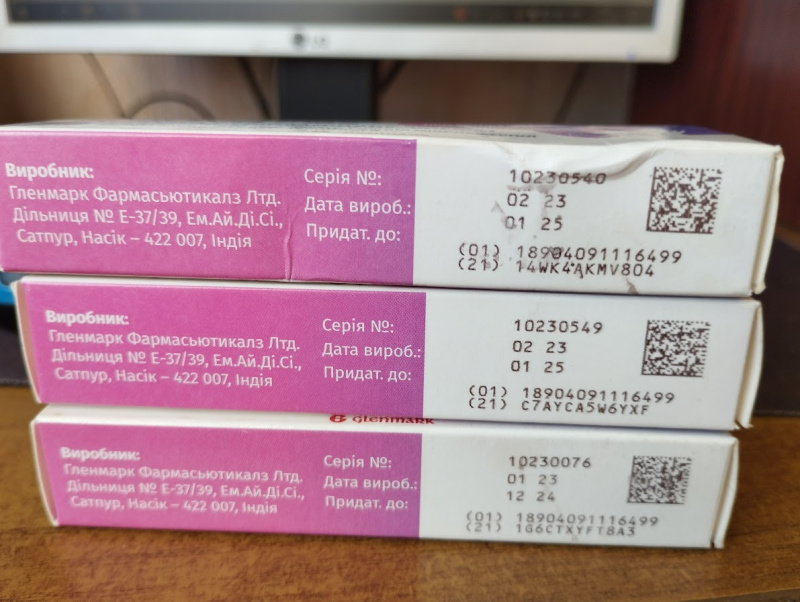 LG
Виробник:
Гленмарк Фармасьютикалз Лтд.
Дільниця № Е-37/39, Ем.Ай.Ді.Сі.,
Сатпур, Насік – 422 007, Індія
Серія №:
Дата вироб.:
Придат. до:
10230540
02 23
01 25
(01) 18904091116499
(21) 14WK4AKMV8O4
Виробник:
Гленмарк Фармасьютикалз Лтд.
Дільниця № Е-37/39, Ем.Ай.Ді.Сі.,
Сатпур, Насік – 422 007, Індія
Серія №:
Дата вироб.:
Придат. до:
10230549
02 23
01 25
(01) 18904091116499
(21) C7AYCA5W6YXF
glenmark
Виробник:
Гленмарк Фармасьютикалз Лтд.
Дільниця № Е-37/39, Ем.Ай.Ді.Сі.,
Сатпур, Насік – 422 007, Індія
Серія №:
Дата вироб.:
Придат. до:
10230076
01 23
12 24
(01) 18904091116499
(21) 1G6CTXYFT8A3